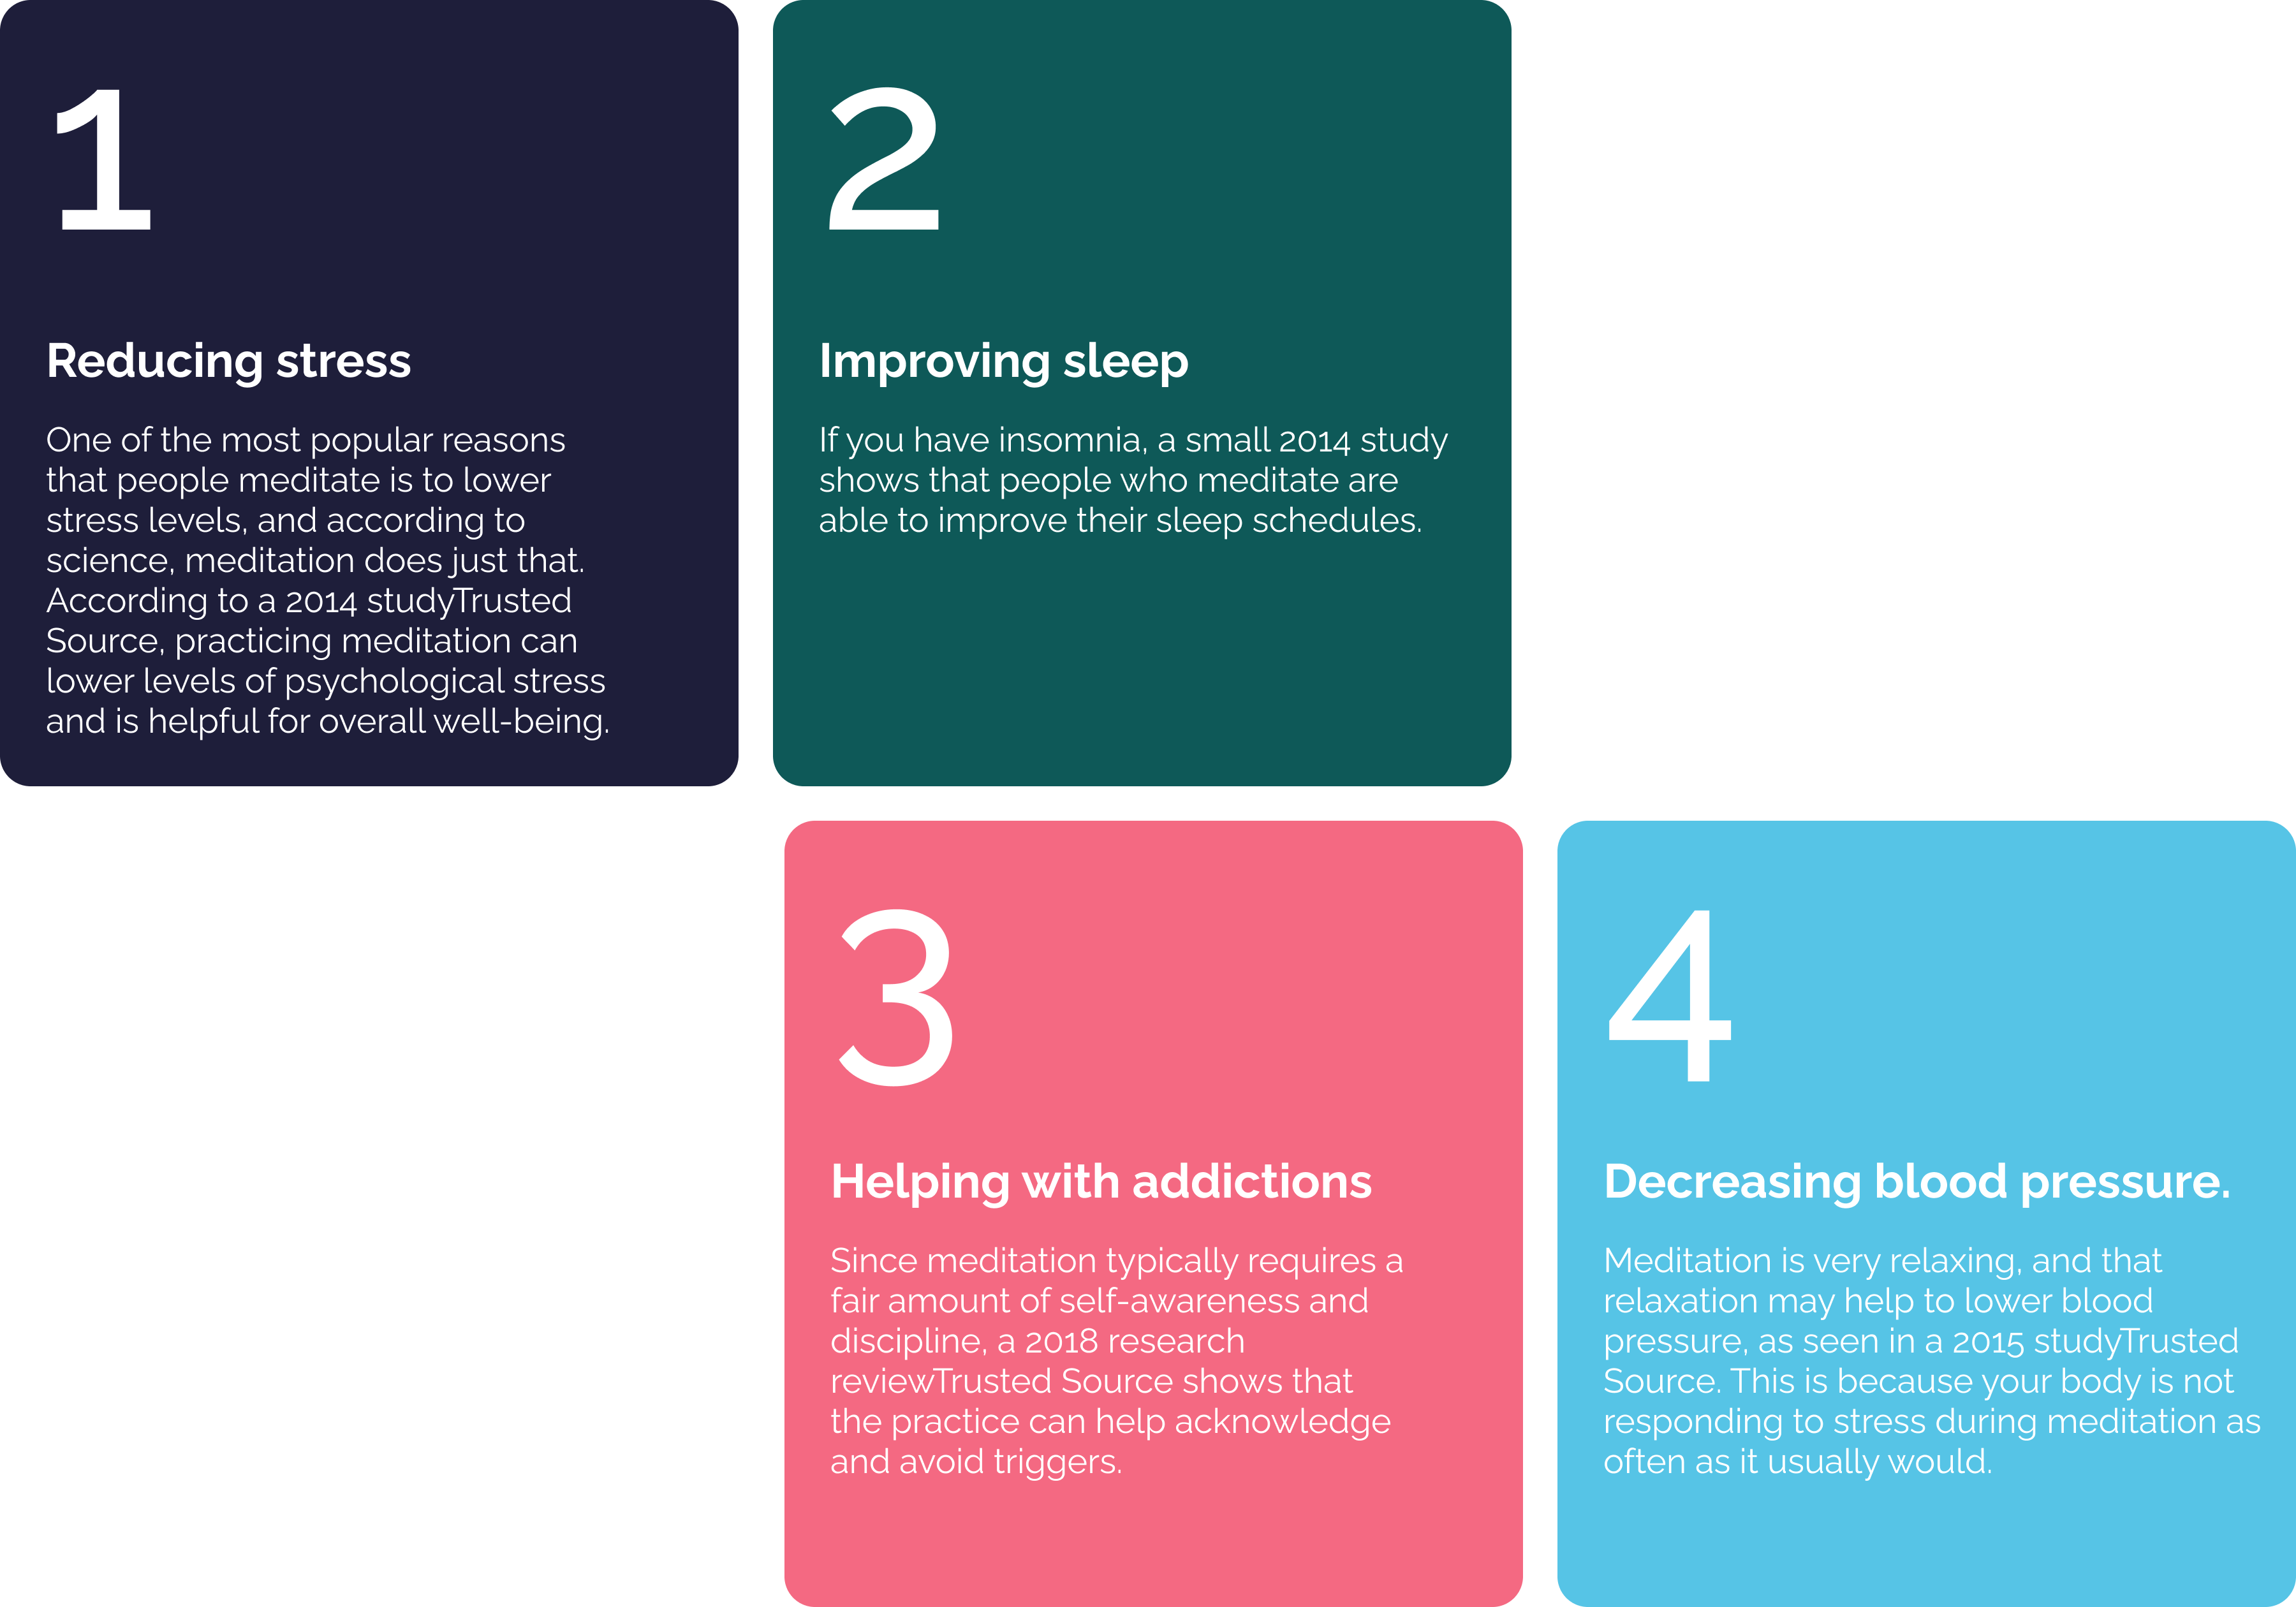 1
Reducing stress
One of the most popular reasons
that people meditate is to lower
stress levels, and according to
science, meditation does just that.
According to a 2014 studyTrusted
Source, practicing meditation can
lower levels of psychological stress
and is helpful for overall well-being.
2
Improving sleep
If you have insomnia, a small 2014 study
shows that people who meditate are
able to improve their sleep schedules.
3
Helping with addictions
Since meditation typically requires a
fair amount of self-awareness and
discipline, a 2018 research
reviewTrusted Source shows that
the practice can help acknowledge
and avoid triggers.
4
Decreasing blood pressure.
Meditation is very relaxing, and that
relaxation may help to lower blood
pressure, as seen in a 2015 studyTrusted
Source. This is because your body is not
responding to stress during meditation as
often as it usually would.